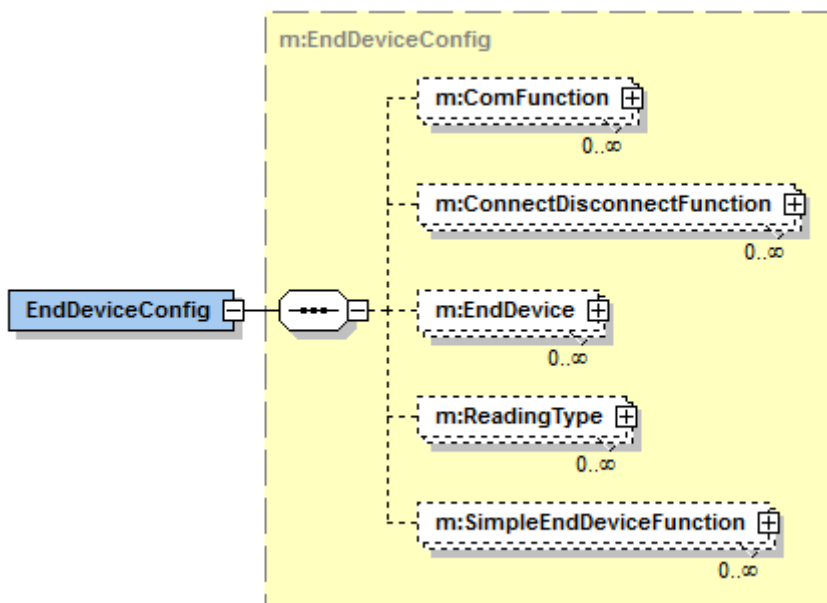 m:EndDeviceConfig
m:ComFunction
0..∞
m:ConnectDisconnectFunction
0..∞
EndDeviceConfig
m:EndDevice
0..∞
m:ReadingType
0..∞
m:SimpleEndDeviceFunction
0..∞